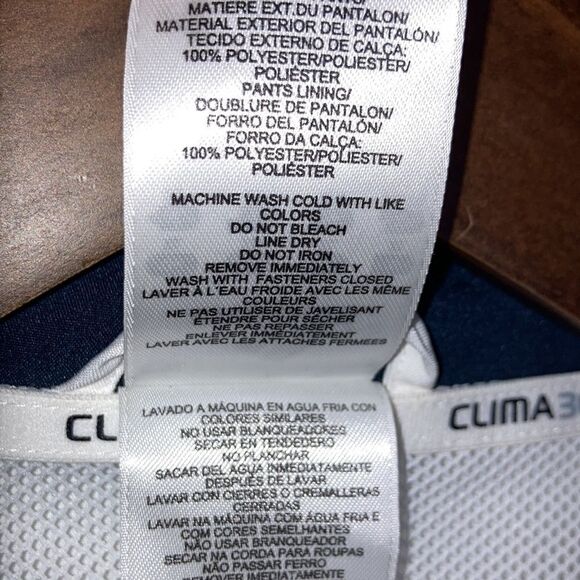 MATIERE EXT.DU PANTALON/
MATERIAL EXTERIOR DEL PANTALÓN/
TECIDO EXTERNO DE CALÇA:
100% POLYESTER/POLIESTER/
POLIÉSTER
PANTS LINING/
DOUBLURE DE PANTALON/
FORRO DEL PANTALÓN/
FORRO DA CALÇA:
100% POLYESTER/POLIESTER/
POLIÉSTER
MACHINE WASH COLD WITH LIKE
COLORS
DO NOT BLEACH
LINE DRY
DO NOT IRON
REMOVE IMMEDIATELY
WASH WITH FASTENERS CLOSED
LAVER À L'EAU FROIDE AVEC LES MÊME
COULEURS
NE PAS UTILISER DE JAVELISANT
ÉTENDRE POUR SÉCHER
NE PAS REPASSER
ENLEVER IMMÉDIATEMENT
LAVER AVEC LES ATTACHES FERMÉES
CL
CLIMA3
LAVADO A MÁQUINA EN AGUA FRIA CON
COLORES SIMILARES
NO USAR BLANQUEADORES
SECAR EN TENDEDERO
NO PLANCHAR
SACAR DEL AGUA INMEDIATAMENTE
DESPUÉS DE LAVAR
LAVAR CON CIERRES O CREMALLERAS
CERRADAS
LAVAR NA MÁQUINA COM ÁGUA FRIA E
COM CORES SEMELHANTES
NÃO USAR BRANQUEADOR
SECAR NA CORDA PARA ROUPAS
NÃO PASSAR FERRO
REMOVER IMEDIATAMENTE